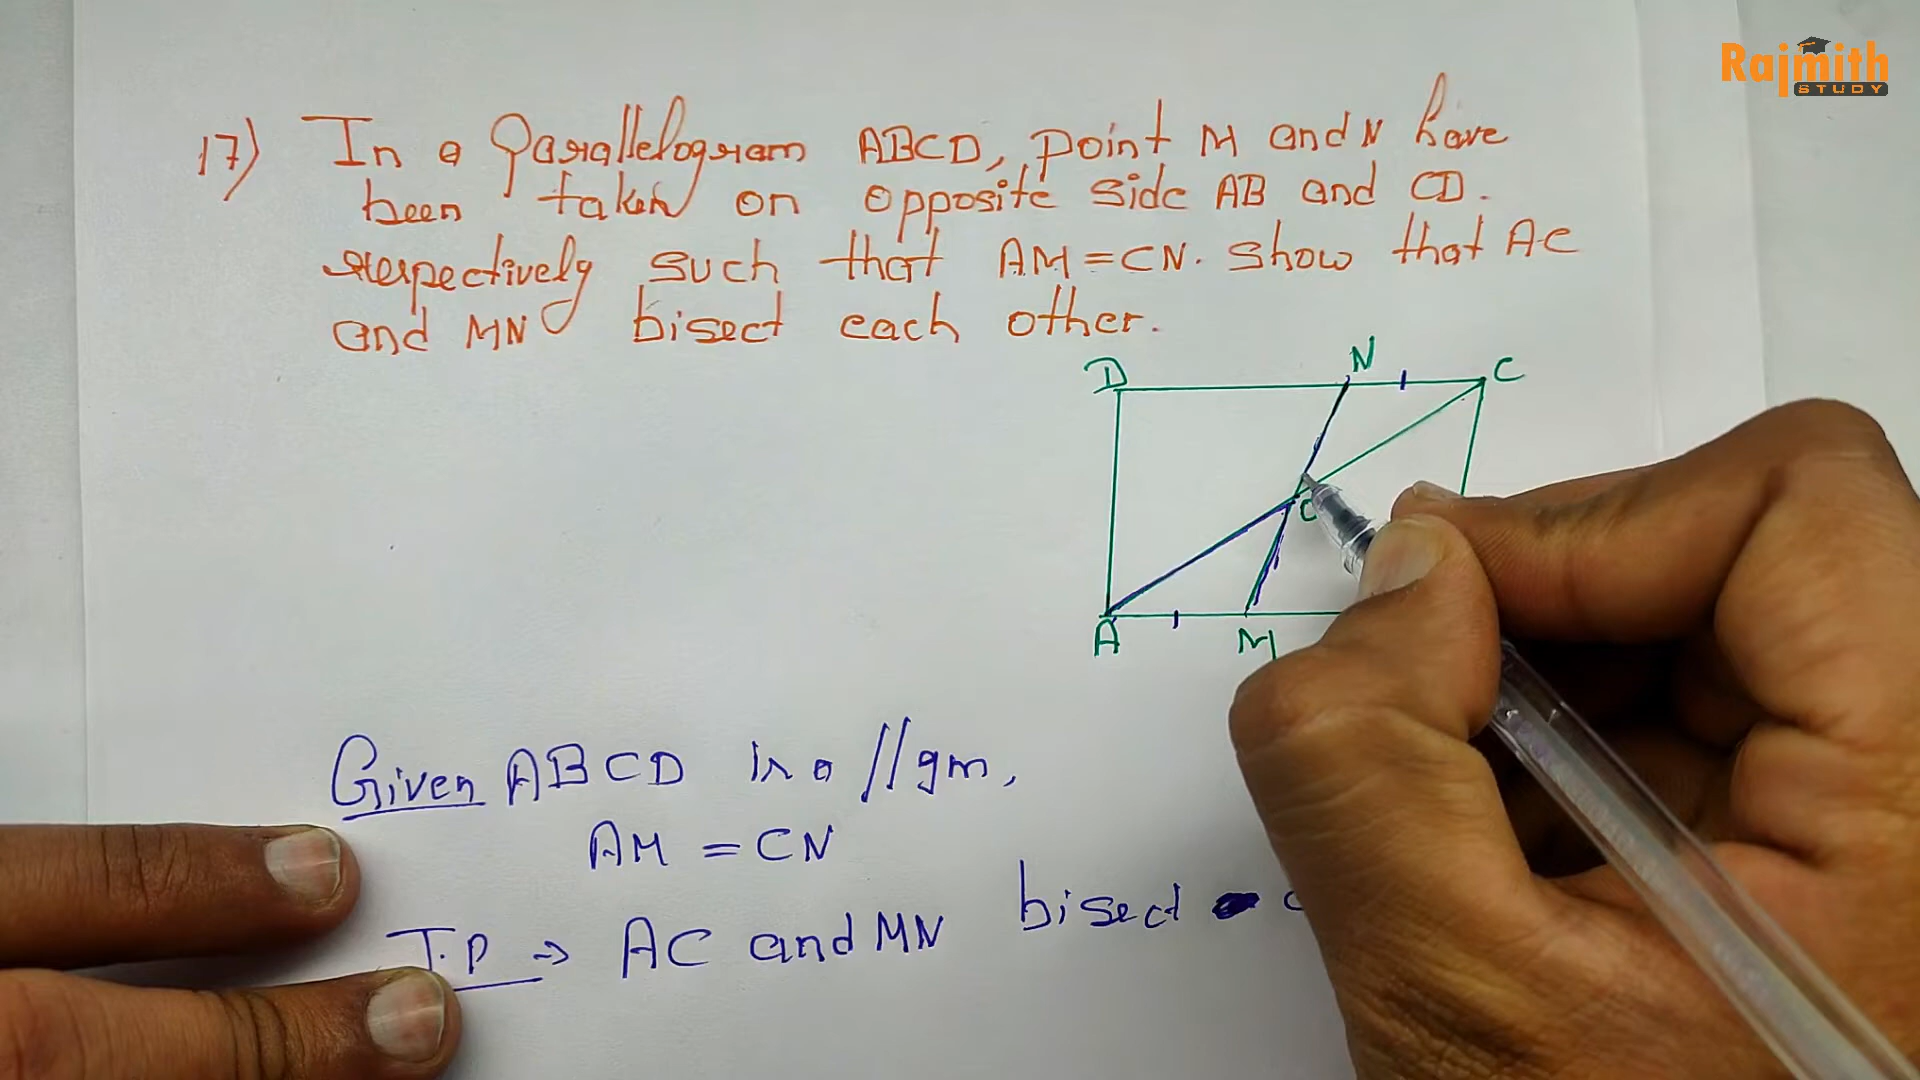 Rajmith
STUDY
17) In a Parallelogram ABCD, point M and N have
been taken on opposite side AB and CD.
respectively such that AM = CN. Show that AC
and MN bisect each other.
D N C
O
A M
Given ABCD is a //gm,
AM = CN
T.P → AC and MN bisect